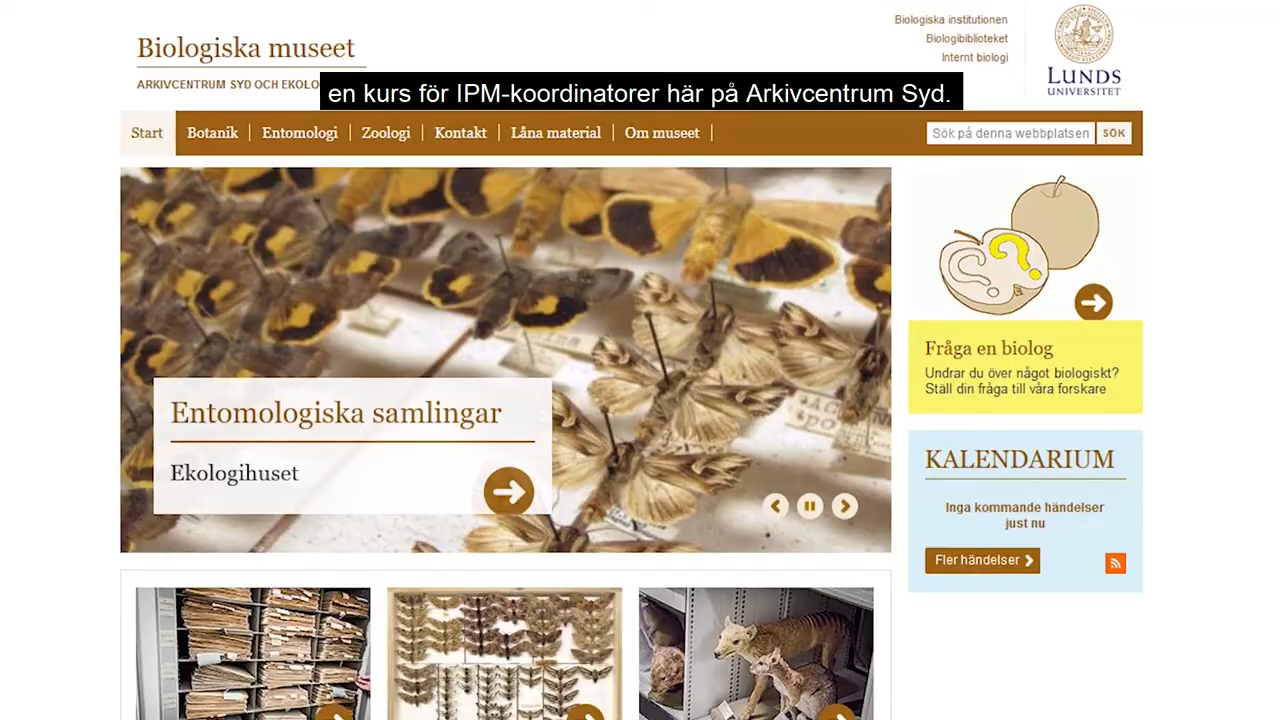 Biologiska institutionen
Biologibiblioteket
Internt biologi
Biologiska museet
ARKIVCENTRUM SYD OCH EKOLO
LUNDS
UNIVERSITET
en kurs för IPM-koordinatorer här på Arkivcentrum Syd.
Start
Botanik
Entomologi
Zoologi
Kontakt
Låna material
Om museet
Sök på denna webbplatsen
SÖK
Entomologiska samlingar
Ekologihuset
Fråga en biolog
Undrar du över något biologiskt?
Ställ din fråga till våra forskare
KALENDARIUM
Inga kommande händelser
just nu
Fler händelser